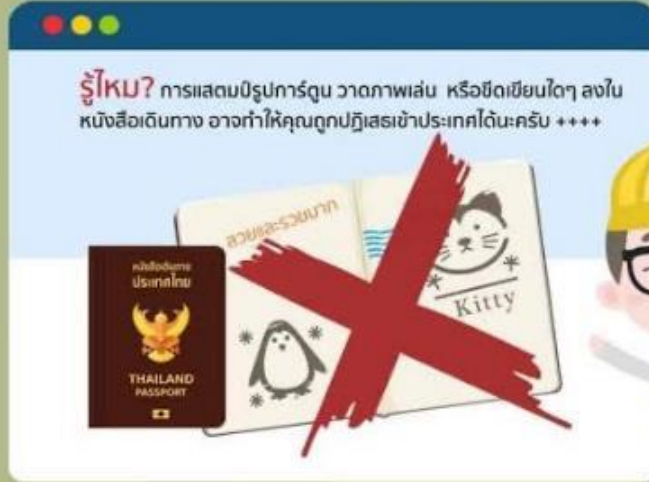 รู้ไหม? การแสตมป์รูปการ์ตูน วาดภาพเล่น หรือขีดเขียนใดๆ ลงใน
หนังสือเดินทาง อาจทำให้คุณถูกปฏิเสธเข้าประเทศได้นะครับ ++++
สวยและรวยมาก
Kitty
หนังสือเดินทาง
ประเทศไทย
THAILAND
PASSPORT